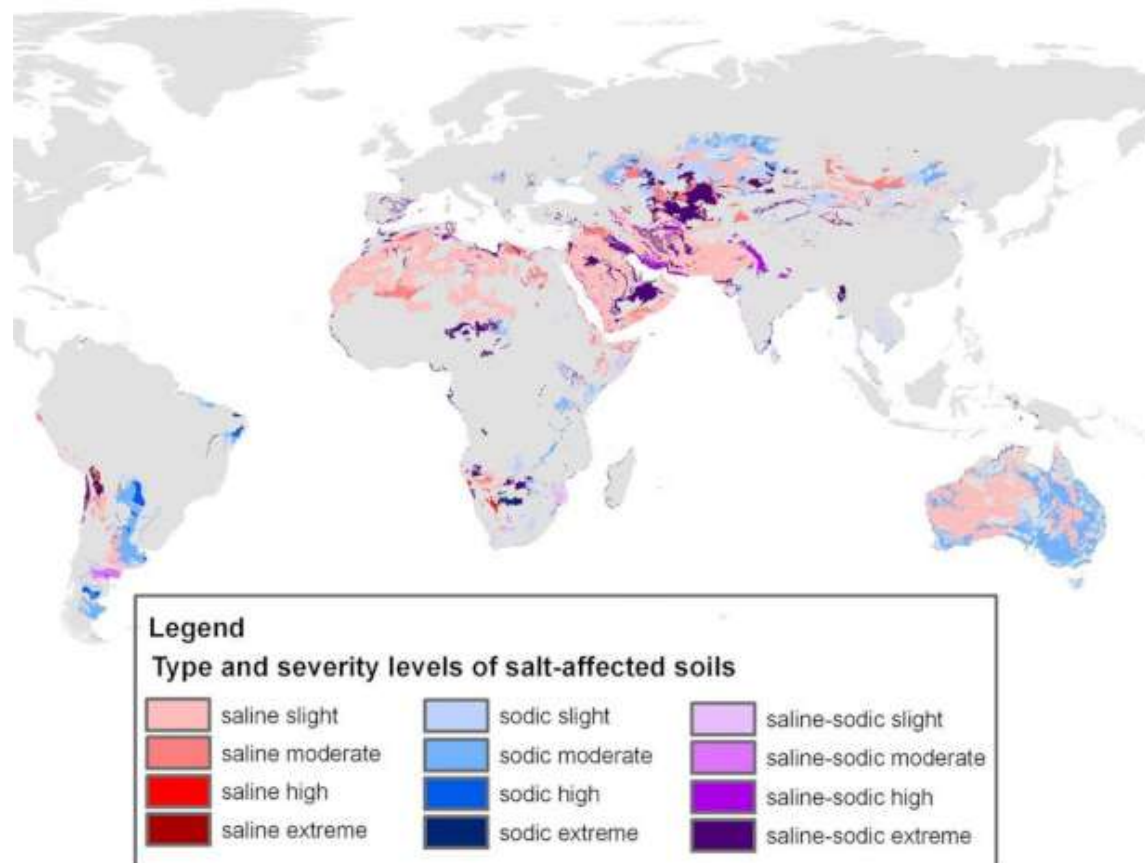 Legend
Type and severity levels of salt-affected soils
saline slight
saline moderate
saline high
saline extreme
sodic slight
sodic moderate
sodic high
sodic extreme
saline-sodic slight
saline-sodic moderate
saline-sodic high
saline-sodic extreme